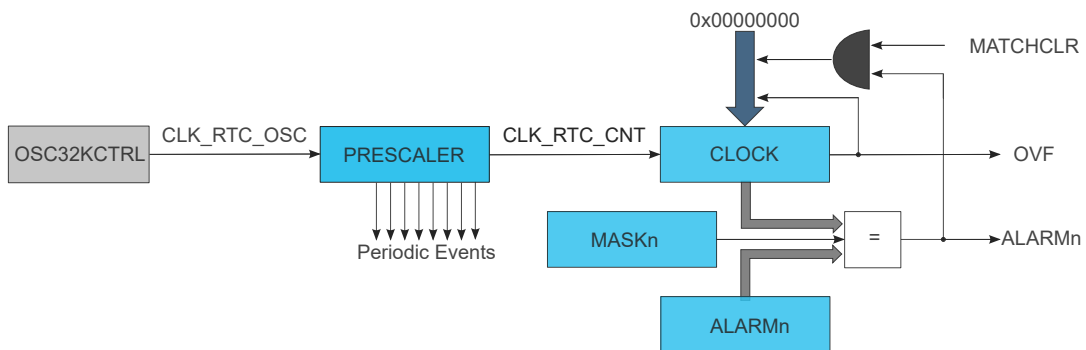 0x00000000
MATCHCLR
OSC32KCTRL
CLK_RTC_OSC
PRESCALER
CLK_RTC_CNT
CLOCK
OVF
Periodic Events
MASKn
=
ALARMn
ALARMn